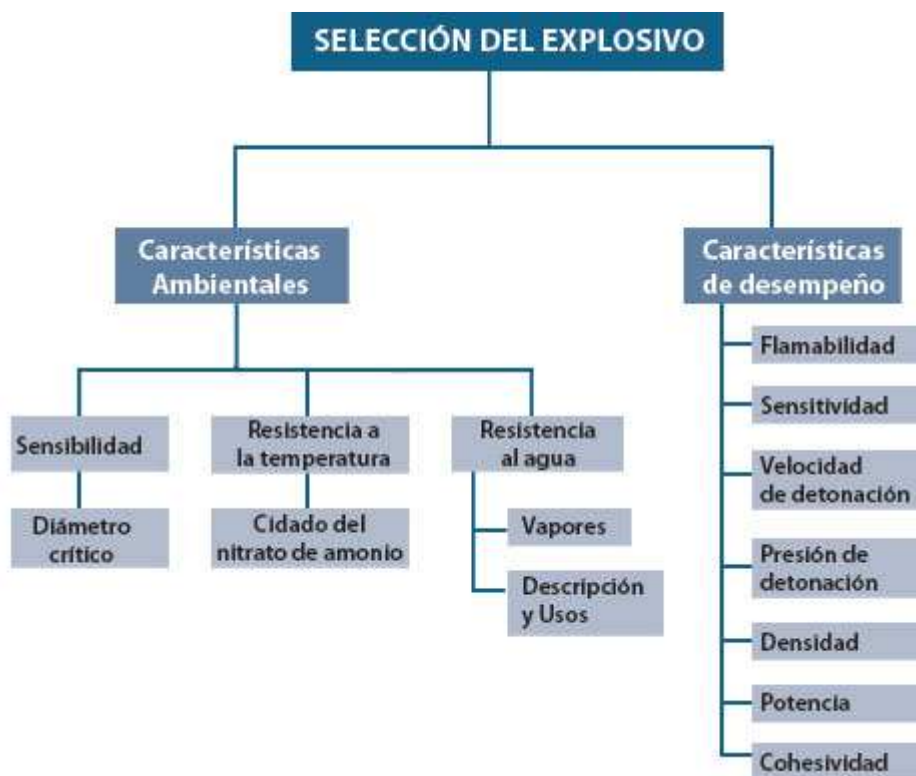 SELECCIÓN DEL EXPLOSIVO
Características
Ambientales
Características
de desempeño
Sensibilidad
Resistencia a
la temperatura
Resistencia
al agua
Diámetro
crítico
Cidado del
nitrato de amonio
Vapores
Descripción
y Usos
Flamabilidad
Sensitividad
Velocidad
de detonación
Presión de
detonación
Densidad
Potencia
Cohesividad